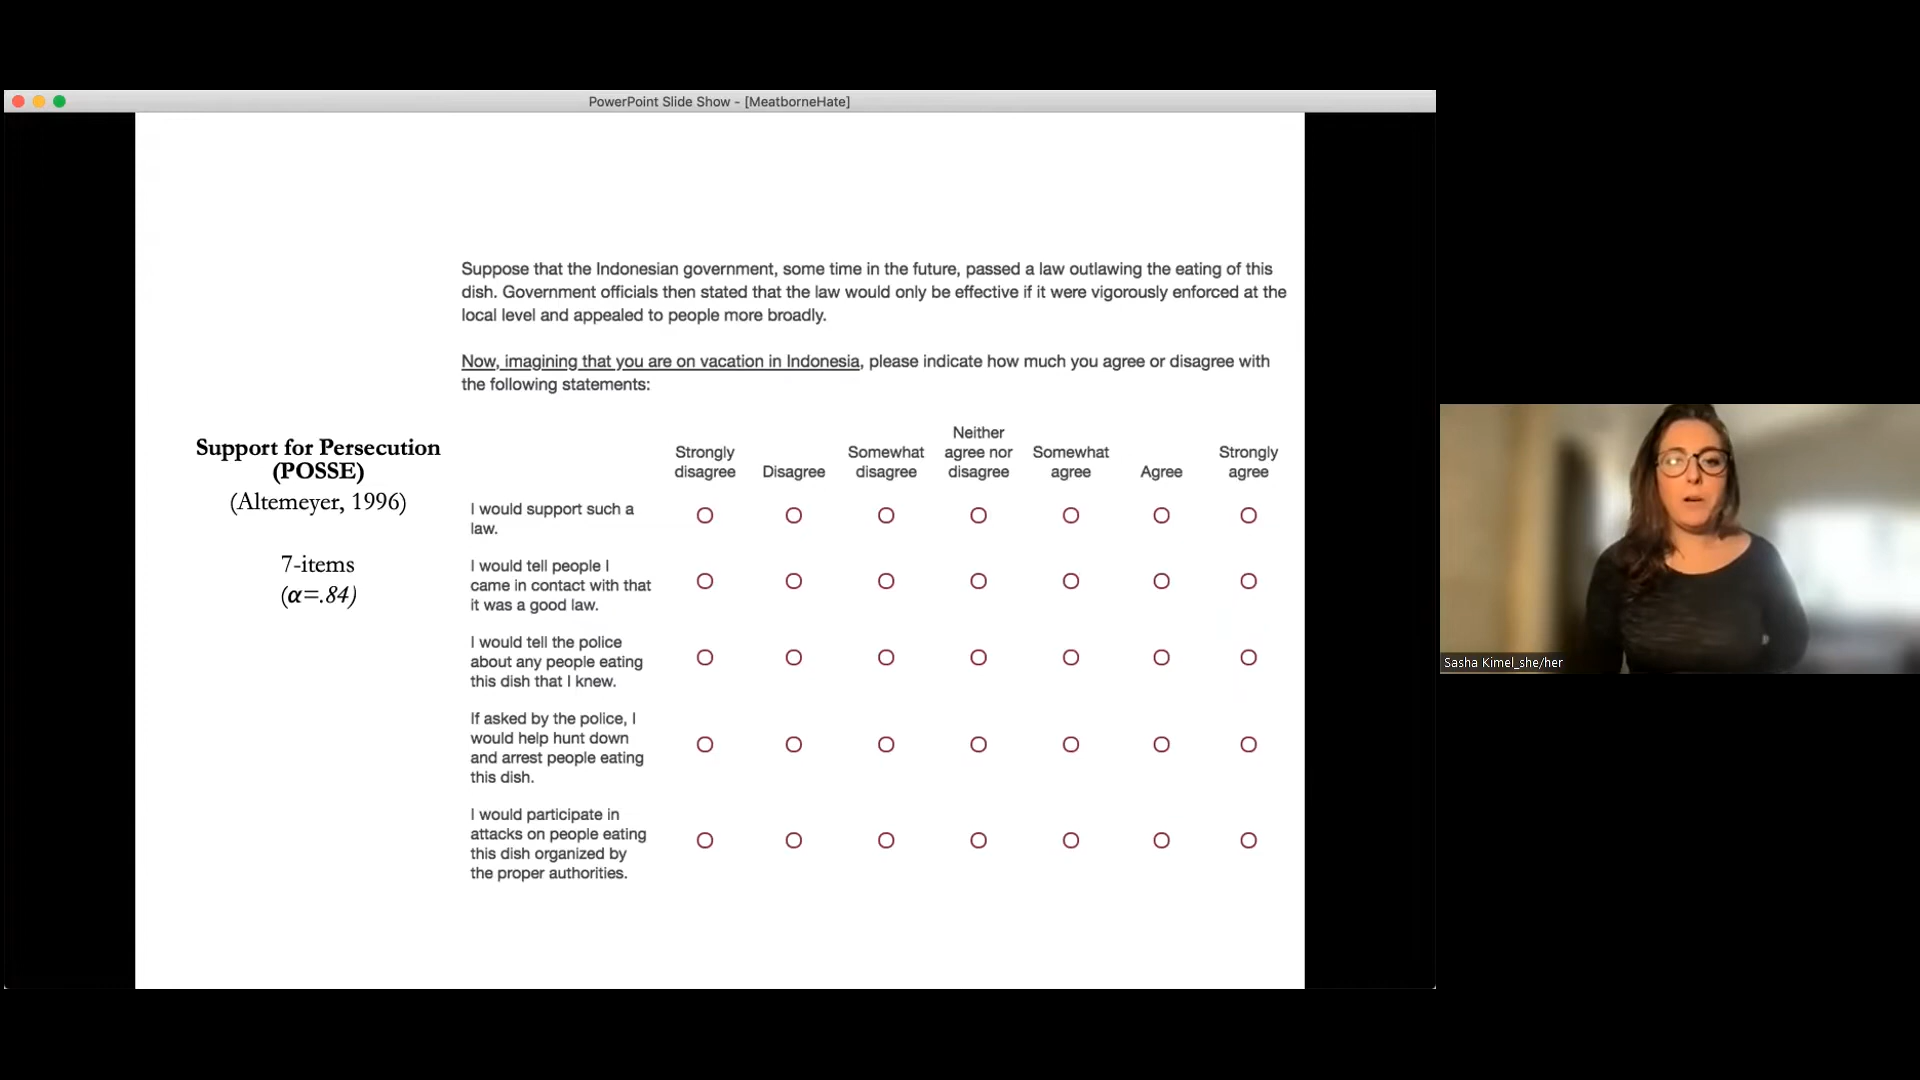 PowerPoint Slide Show - [MeatborneHate]
Suppose that the Indonesian government, some time in the future, passed a law outlawing the eating of this
dish. Government officials then stated that the law would only be effective if it were vigorously enforced at the
local level and appealed to people more broadly.
Now, imagining that you are on vacation in Indonesia, please indicate how much you agree or disagree with
the following statements:
Support for Persecution
(POSSE)
(Altemeyer, 1996)
7-items
(α=.84)
Strongly
disagree
Disagree
Somewhat
disagree
Neither
agree nor
disagree
Somewhat
agree
Agree
Strongly
agree
I would support such a
law.
I would tell people I
came in contact with that
it was a good law.
I would tell the police
about any people eating
this dish that I knew.
If asked by the police, I
would help hunt down
and arrest people eating
this dish.
I would participate in
attacks on people eating
this dish organized by
the proper authorities.
Sasha Kimel_she/her